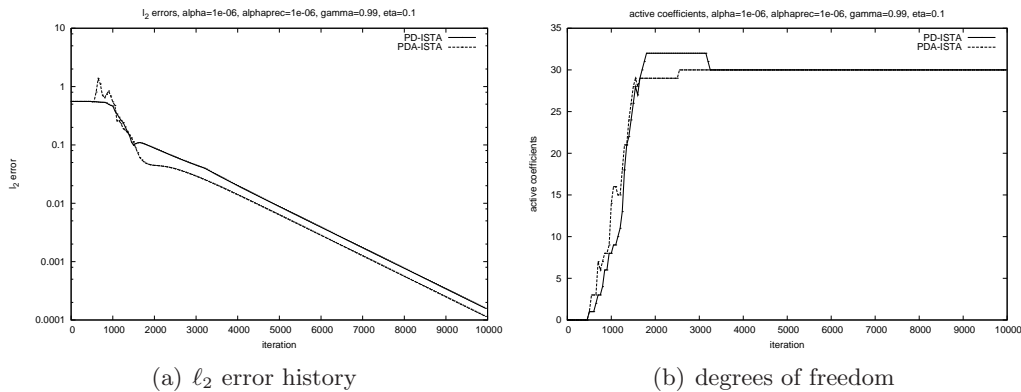 l2 errors, alpha=1e-06, alphaprec=1e-06, gamma=0.99, eta=0.1
PD-ISTA
PDA-ISTA
10
1
0.1
0.01
0.001
0.0001
l2 error
0 1000 2000 3000 4000 5000 6000 7000 8000 9000 10000
iteration
(a) ℓ2 error history
active coefficients, alpha=1e-06, alphaprec=1e-06, gamma=0.99, eta=0.1
PD-ISTA
PDA-ISTA
35
30
25
20
15
10
5
0
active coefficients
0 1000 2000 3000 4000 5000 6000 7000 8000 9000 10000
iteration
(b) degrees of freedom